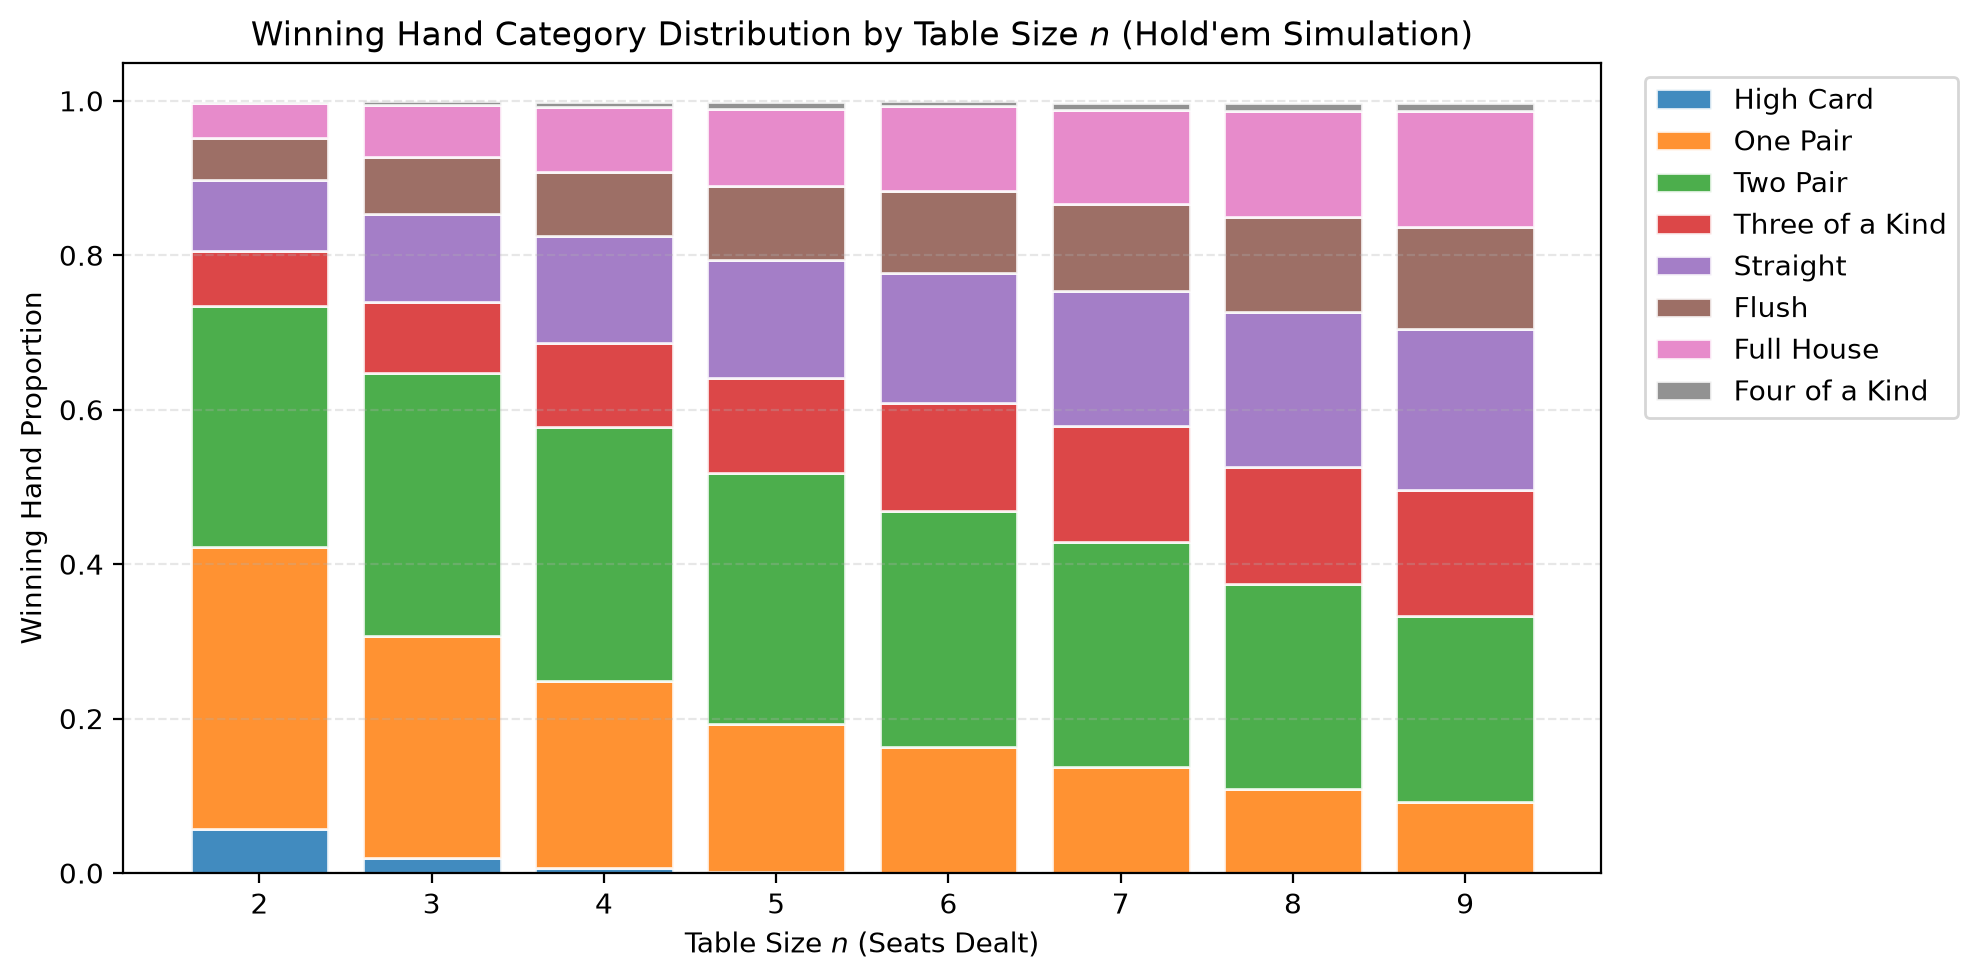 Winning Hand Category Distribution by Table Size n (Hold'em Simulation)
Winning Hand Proportion
1.0
0.8
0.6
0.4
0.2
0.0
2 3 4 5 6 7 8 9
Table Size n (Seats Dealt)
High Card
One Pair
Two Pair
Three of a Kind
Straight
Flush
Full House
Four of a Kind